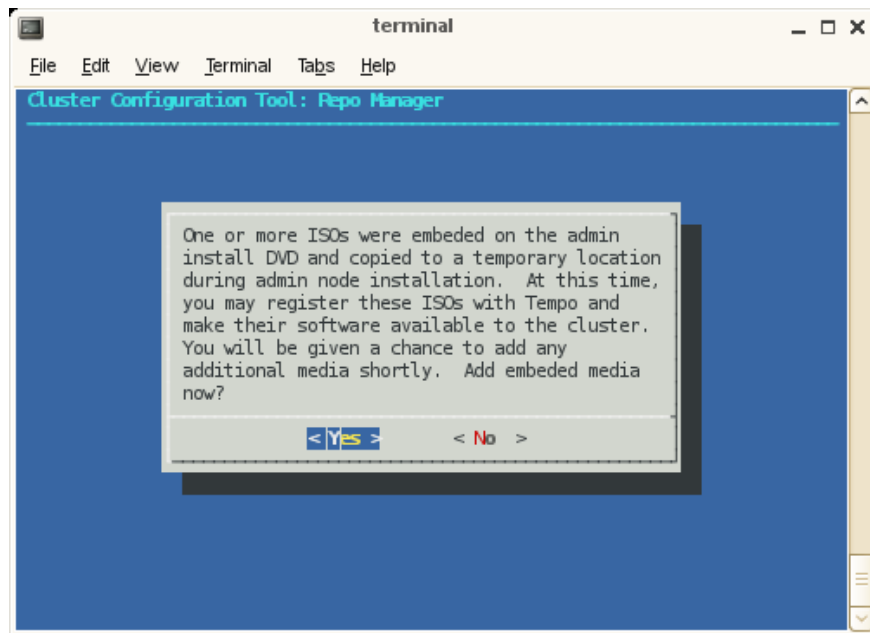 terminal
File Edit View Terminal Tabs Help
Cluster Configuration Tool: Repo Manager
One or more ISOs were embeded on the admin
install DVD and copied to a temporary location
during admin node installation.  At this time,
you may register these ISOs with Tempo and
make their software available to the cluster.
You will be given a chance to add any
additional media shortly.  Add embeded media
now?
< Yes > < No >